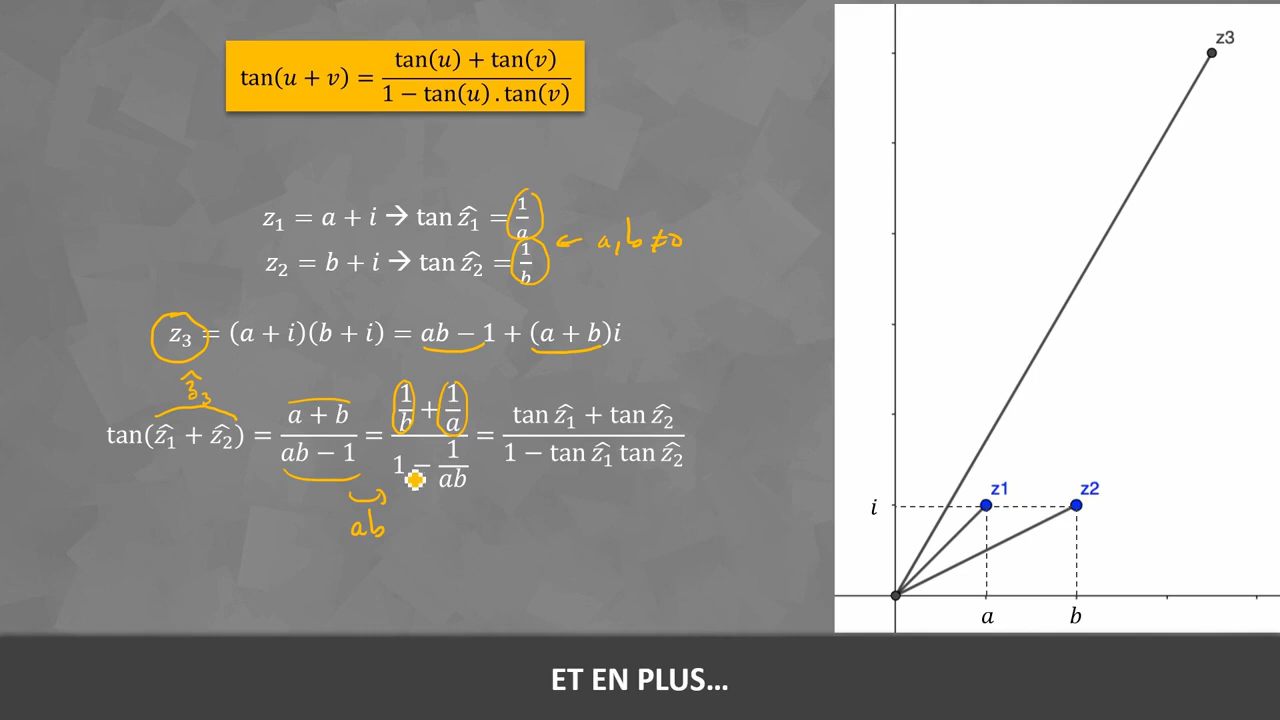 tan(u + v) = (tan(u) + tan(v)) / (1 − tan(u) . tan(v))
z₁ = a + i → tan ẑ₁ = 1/a
← a, b ≠ 0
z₂ = b + i → tan ẑ₂ = 1/b
z₃ = (a + i)(b + i) = ab − 1 + (a + b)i
ẑ₃
tan(ẑ₁ + ẑ₂) = (a + b)/(ab − 1) = (1/b + 1/a)/(1 − 1/ab) = (tan ẑ₁ + tan ẑ₂)/(1 − tan ẑ₁ tan ẑ₂)
ab
z3
z1
z2
i
a
b
ET EN PLUS...